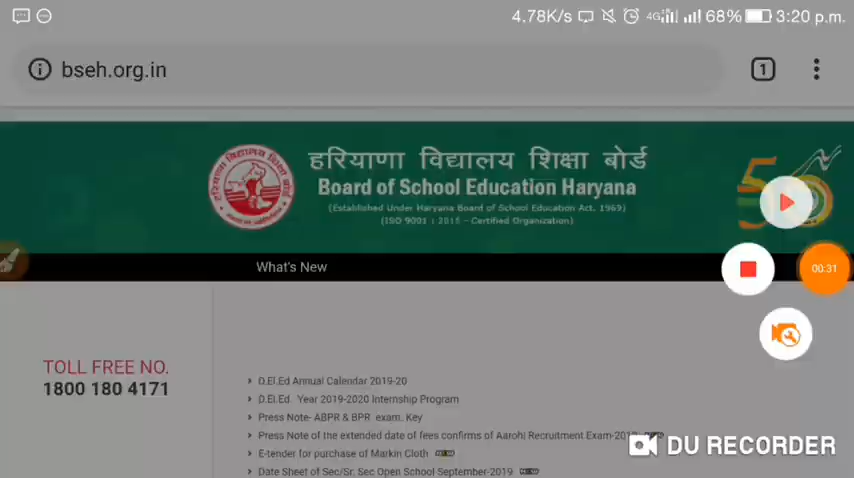 4.78K/s 4G 68% 3:20 p.m.
bseh.org.in 1
हरियाणा विद्यालय शिक्षा बोर्ड
Board of School Education Haryana
(Established Under Haryana Board of School Education Act. 1969)
(ISO 9001 : 2015 - Certified Organization)
What's New
00:31
TOLL FREE NO.
1800 180 4171
D.El.Ed Annual Calendar 2019-20
D.El.Ed. Year 2019-2020 Internship Program
Press Note- ABPR & BPR exam. Key
Press Note of the extended date of fees confirms of Aarohi Recruitment Exam-
E-tender for purchase of Markin Cloth
Date Sheet of Sec/Sr. Sec Open School September-2019
DU RECORDER